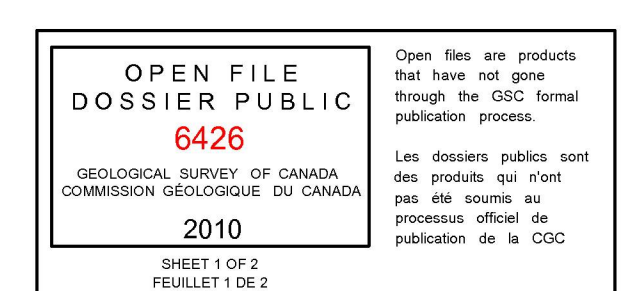 OPEN FILE
DOSSIER PUBLIC
6426
GEOLOGICAL SURVEY OF CANADA
COMMISSION GÉOLOGIQUE DU CANADA
2010
SHEET 1 OF 2
FEUILLET 1 DE 2
Open files are products
that have not gone
through the GSC formal
publication process.
Les dossiers publics sont
des produits qui n'ont
pas été soumis au
processus officiel de
publication de la CGC